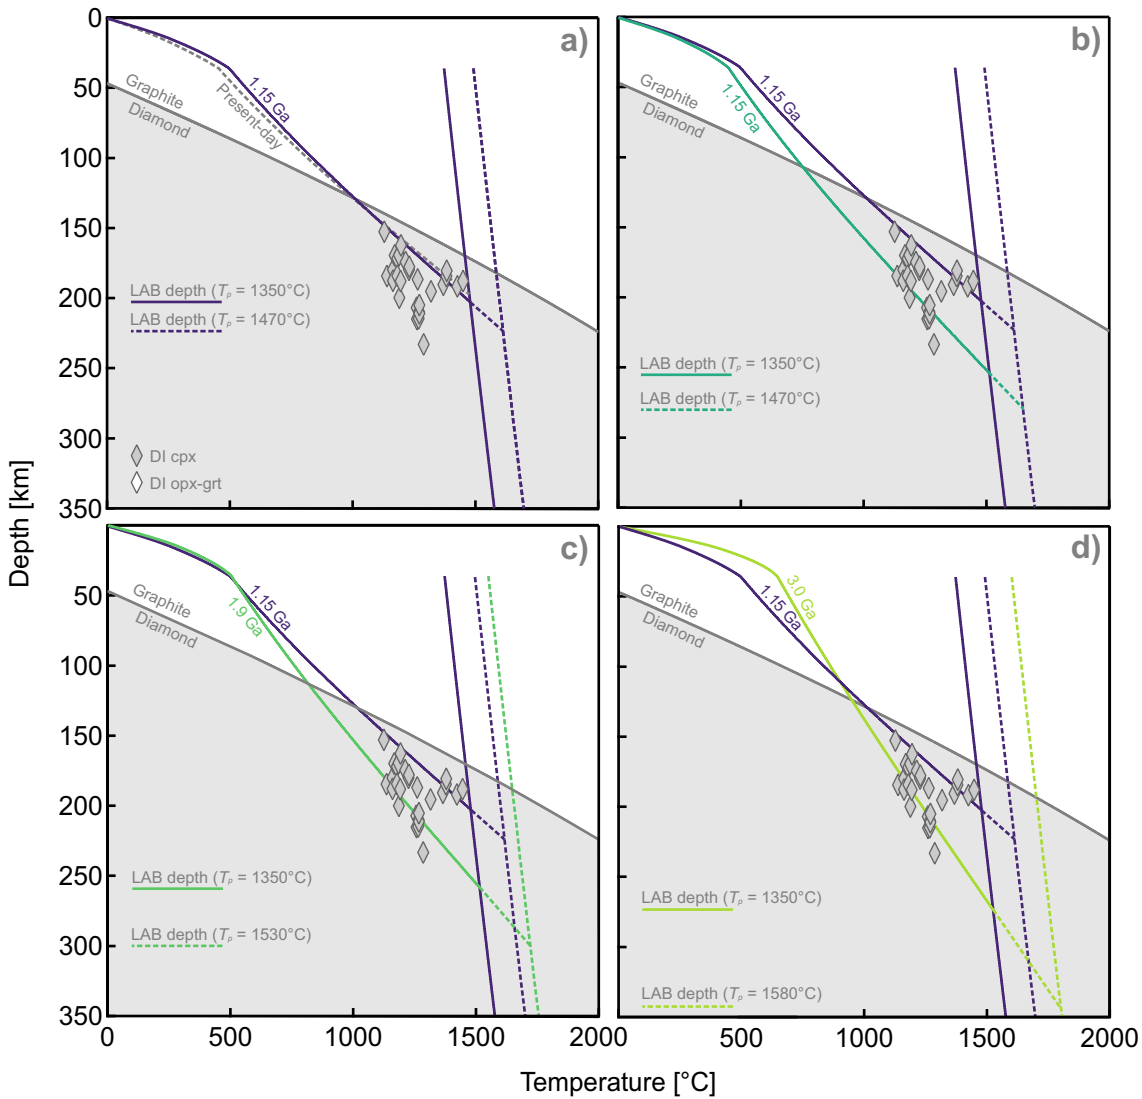 a)
0
50
100
150
200
250
300
350
Graphite
Diamond
1.15 Ga
Present-day
LAB depth (Tp = 1350°C)
LAB depth (Tp = 1470°C)
DI cpx
DI opx-grt
b)
Graphite
Diamond
1.15 Ga
1.15 Ga
LAB depth (Tp = 1350°C)
LAB depth (Tp = 1470°C)
Depth [km]
c)
50
100
150
200
250
300
350
Graphite
Diamond
1.15 Ga
1.9 Ga
LAB depth (Tp = 1350°C)
LAB depth (Tp = 1530°C)
0 500 1000 1500 2000
d)
Graphite
Diamond
3.0 Ga
1.15 Ga
LAB depth (Tp = 1350°C)
LAB depth (Tp = 1580°C)
500 1000 1500 2000
Temperature [°C]